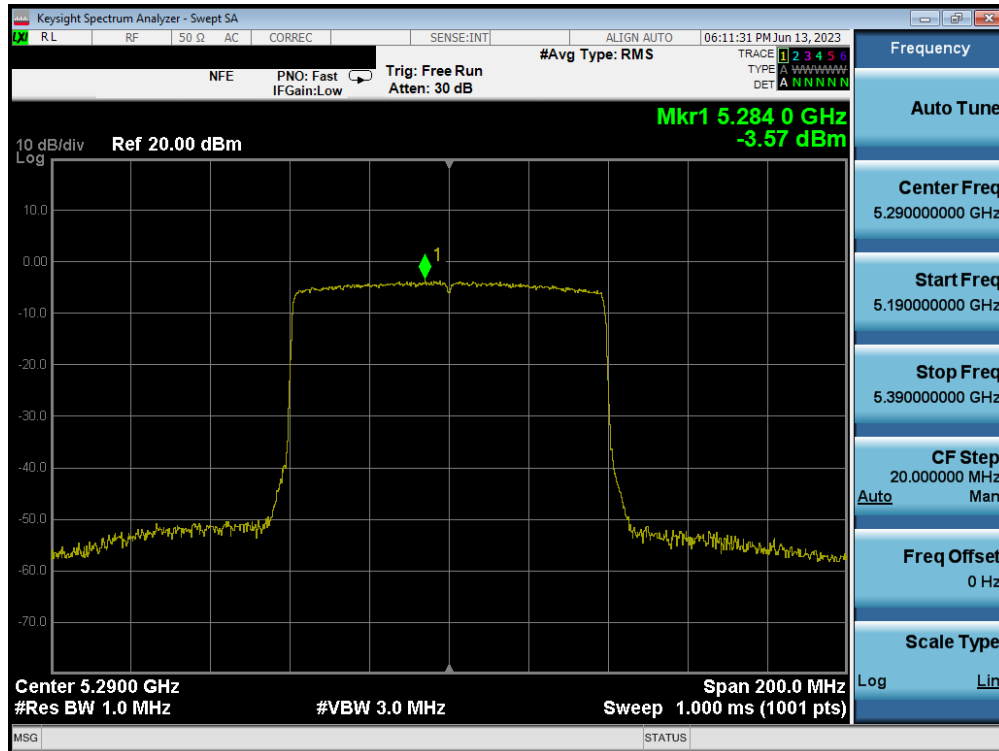 Keysight Spectrum Analyzer - Swept SA
LXI RL RF 50 Ω AC CORREC SENSE:INT ALIGN AUTO 06:11:31 PM Jun 13, 2023
NFE PNO: Fast Trig: Free Run #Avg Type: RMS TRACE 1 2 3 4 5 6
IFGain:Low Atten: 30 dB TYPE A WWWWW
DET A N N N N N
Mkr1 5.284 0 GHz
-3.57 dBm
10 dB/div Ref 20.00 dBm
Log
10.0
0.00
-10.0
-20.0
-30.0
-40.0
-50.0
-60.0
-70.0
1
Center 5.2900 GHz Span 200.0 MHz
#Res BW 1.0 MHz #VBW 3.0 MHz Sweep 1.000 ms (1001 pts)
MSG STATUS
Frequency
Auto Tune
Center Freq
5.290000000 GHz
Start Freq
5.190000000 GHz
Stop Freq
5.390000000 GHz
CF Step
20.000000 MHz
Auto Man
Freq Offset
0 Hz
Scale Type
Log Lin